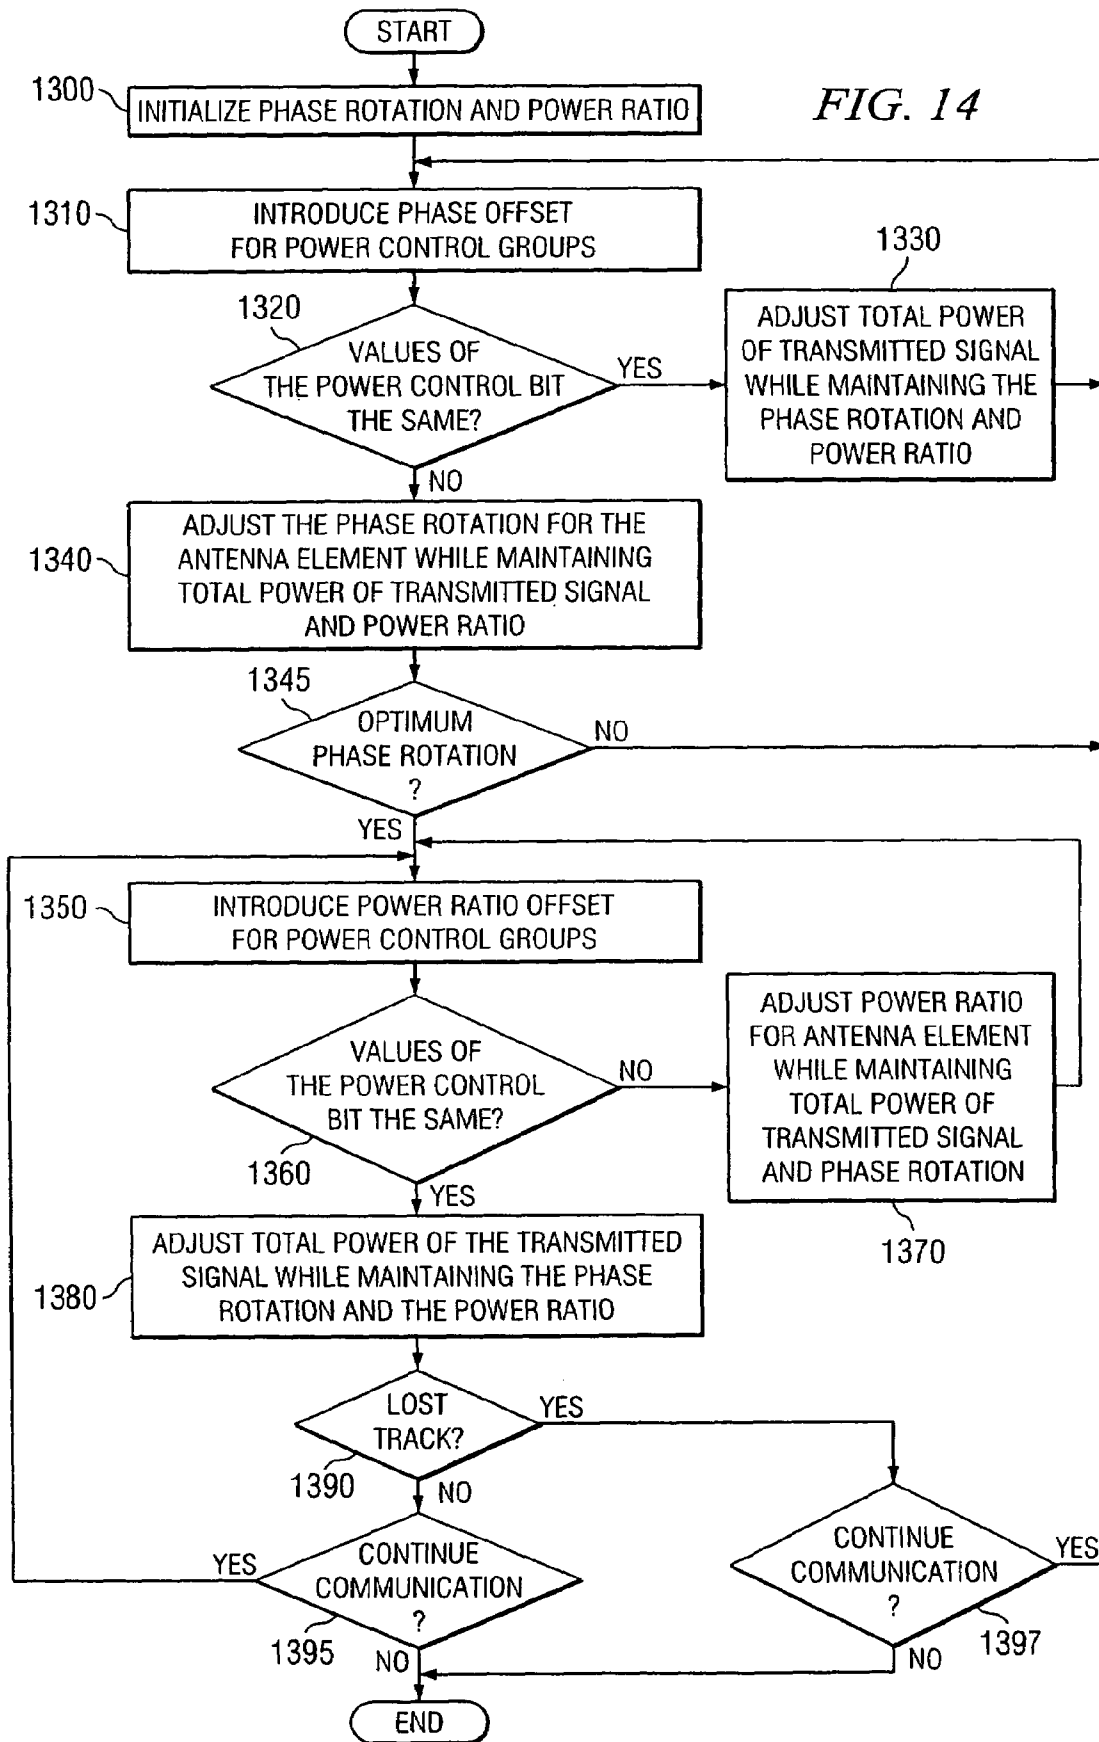 START
1300
INITIALIZE PHASE ROTATION AND POWER RATIO
FIG. 14
1310
INTRODUCE PHASE OFFSET
FOR POWER CONTROL GROUPS
1320
VALUES OF
THE POWER CONTROL BIT
THE SAME?
YES
1330
ADJUST TOTAL POWER
OF TRANSMITTED SIGNAL
WHILE MAINTAINING THE
PHASE ROTATION AND
POWER RATIO
NO
1340
ADJUST THE PHASE ROTATION FOR THE
ANTENNA ELEMENT WHILE MAINTAINING
TOTAL POWER OF TRANSMITTED SIGNAL
AND POWER RATIO
1345
OPTIMUM
PHASE ROTATION
?
NO
YES
1350
INTRODUCE POWER RATIO OFFSET
FOR POWER CONTROL GROUPS
VALUES OF
THE POWER CONTROL
BIT THE SAME?
1360
NO
ADJUST POWER RATIO
FOR ANTENNA ELEMENT
WHILE MAINTAINING
TOTAL POWER OF
TRANSMITTED SIGNAL
AND PHASE ROTATION
1370
YES
1380
ADJUST TOTAL POWER OF THE TRANSMITTED
SIGNAL WHILE MAINTAINING THE PHASE
ROTATION AND THE POWER RATIO
LOST
TRACK?
1390
YES
NO
YES
CONTINUE
COMMUNICATION
?
1395
NO
CONTINUE
COMMUNICATION
?
1397
YES
NO
END